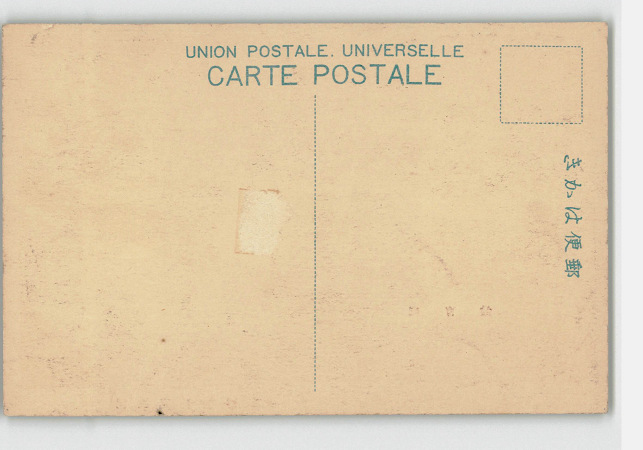 UNION POSTALE. UNIVERSELLE
CARTE POSTALE
きかは便郵